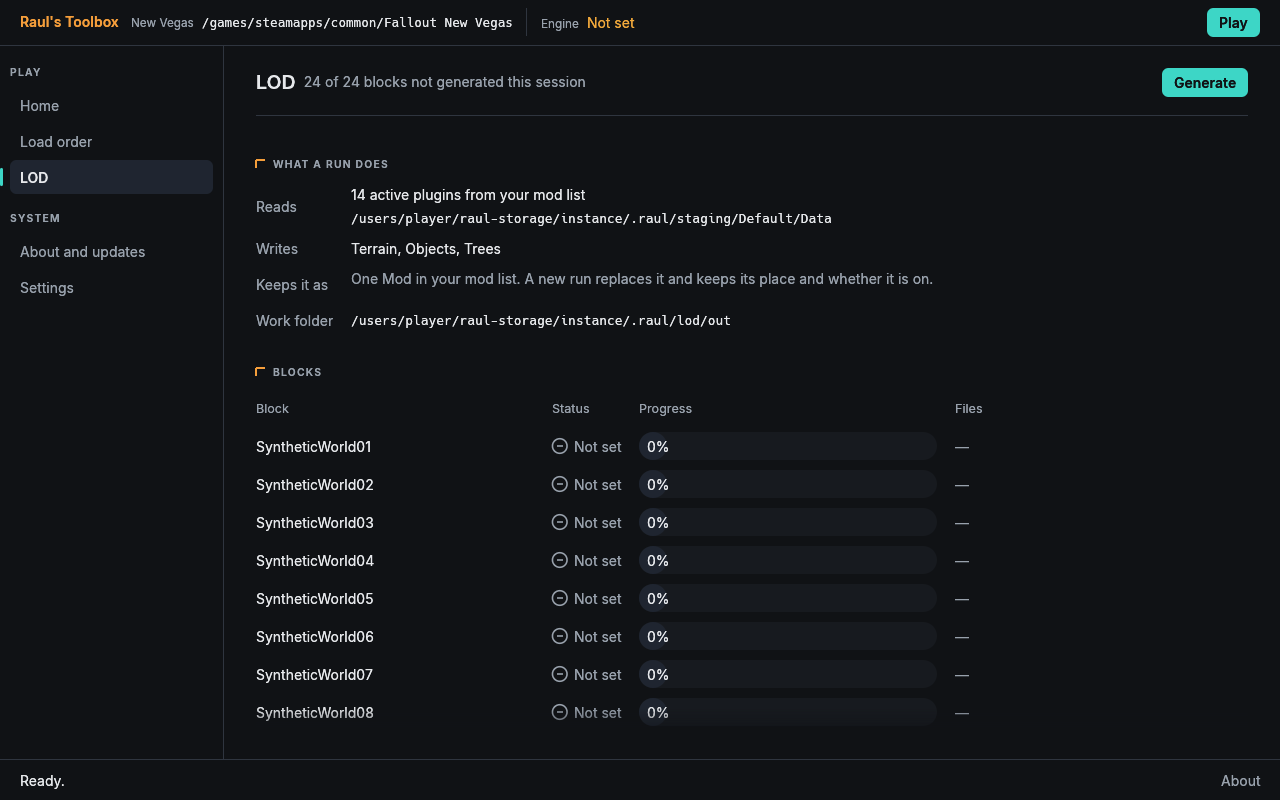 Raul's Toolbox New Vegas /games/steamapps/common/Fallout New Vegas Engine Not set Play
PLAY
Home
Load order
LOD
SYSTEM
About and updates
Settings
LOD 24 of 24 blocks not generated this session Generate
WHAT A RUN DOES
Reads 14 active plugins from your mod list
/users/player/raul-storage/instance/.raul/staging/Default/Data
Writes Terrain, Objects, Trees
Keeps it as One Mod in your mod list. A new run replaces it and keeps its place and whether it is on.
Work folder /users/player/raul-storage/instance/.raul/lod/out
BLOCKS
Block Status Progress Files
SyntheticWorld01 Not set 0% —
SyntheticWorld02 Not set 0% —
SyntheticWorld03 Not set 0% —
SyntheticWorld04 Not set 0% —
SyntheticWorld05 Not set 0% —
SyntheticWorld06 Not set 0% —
SyntheticWorld07 Not set 0% —
SyntheticWorld08 Not set 0% —
Ready. About